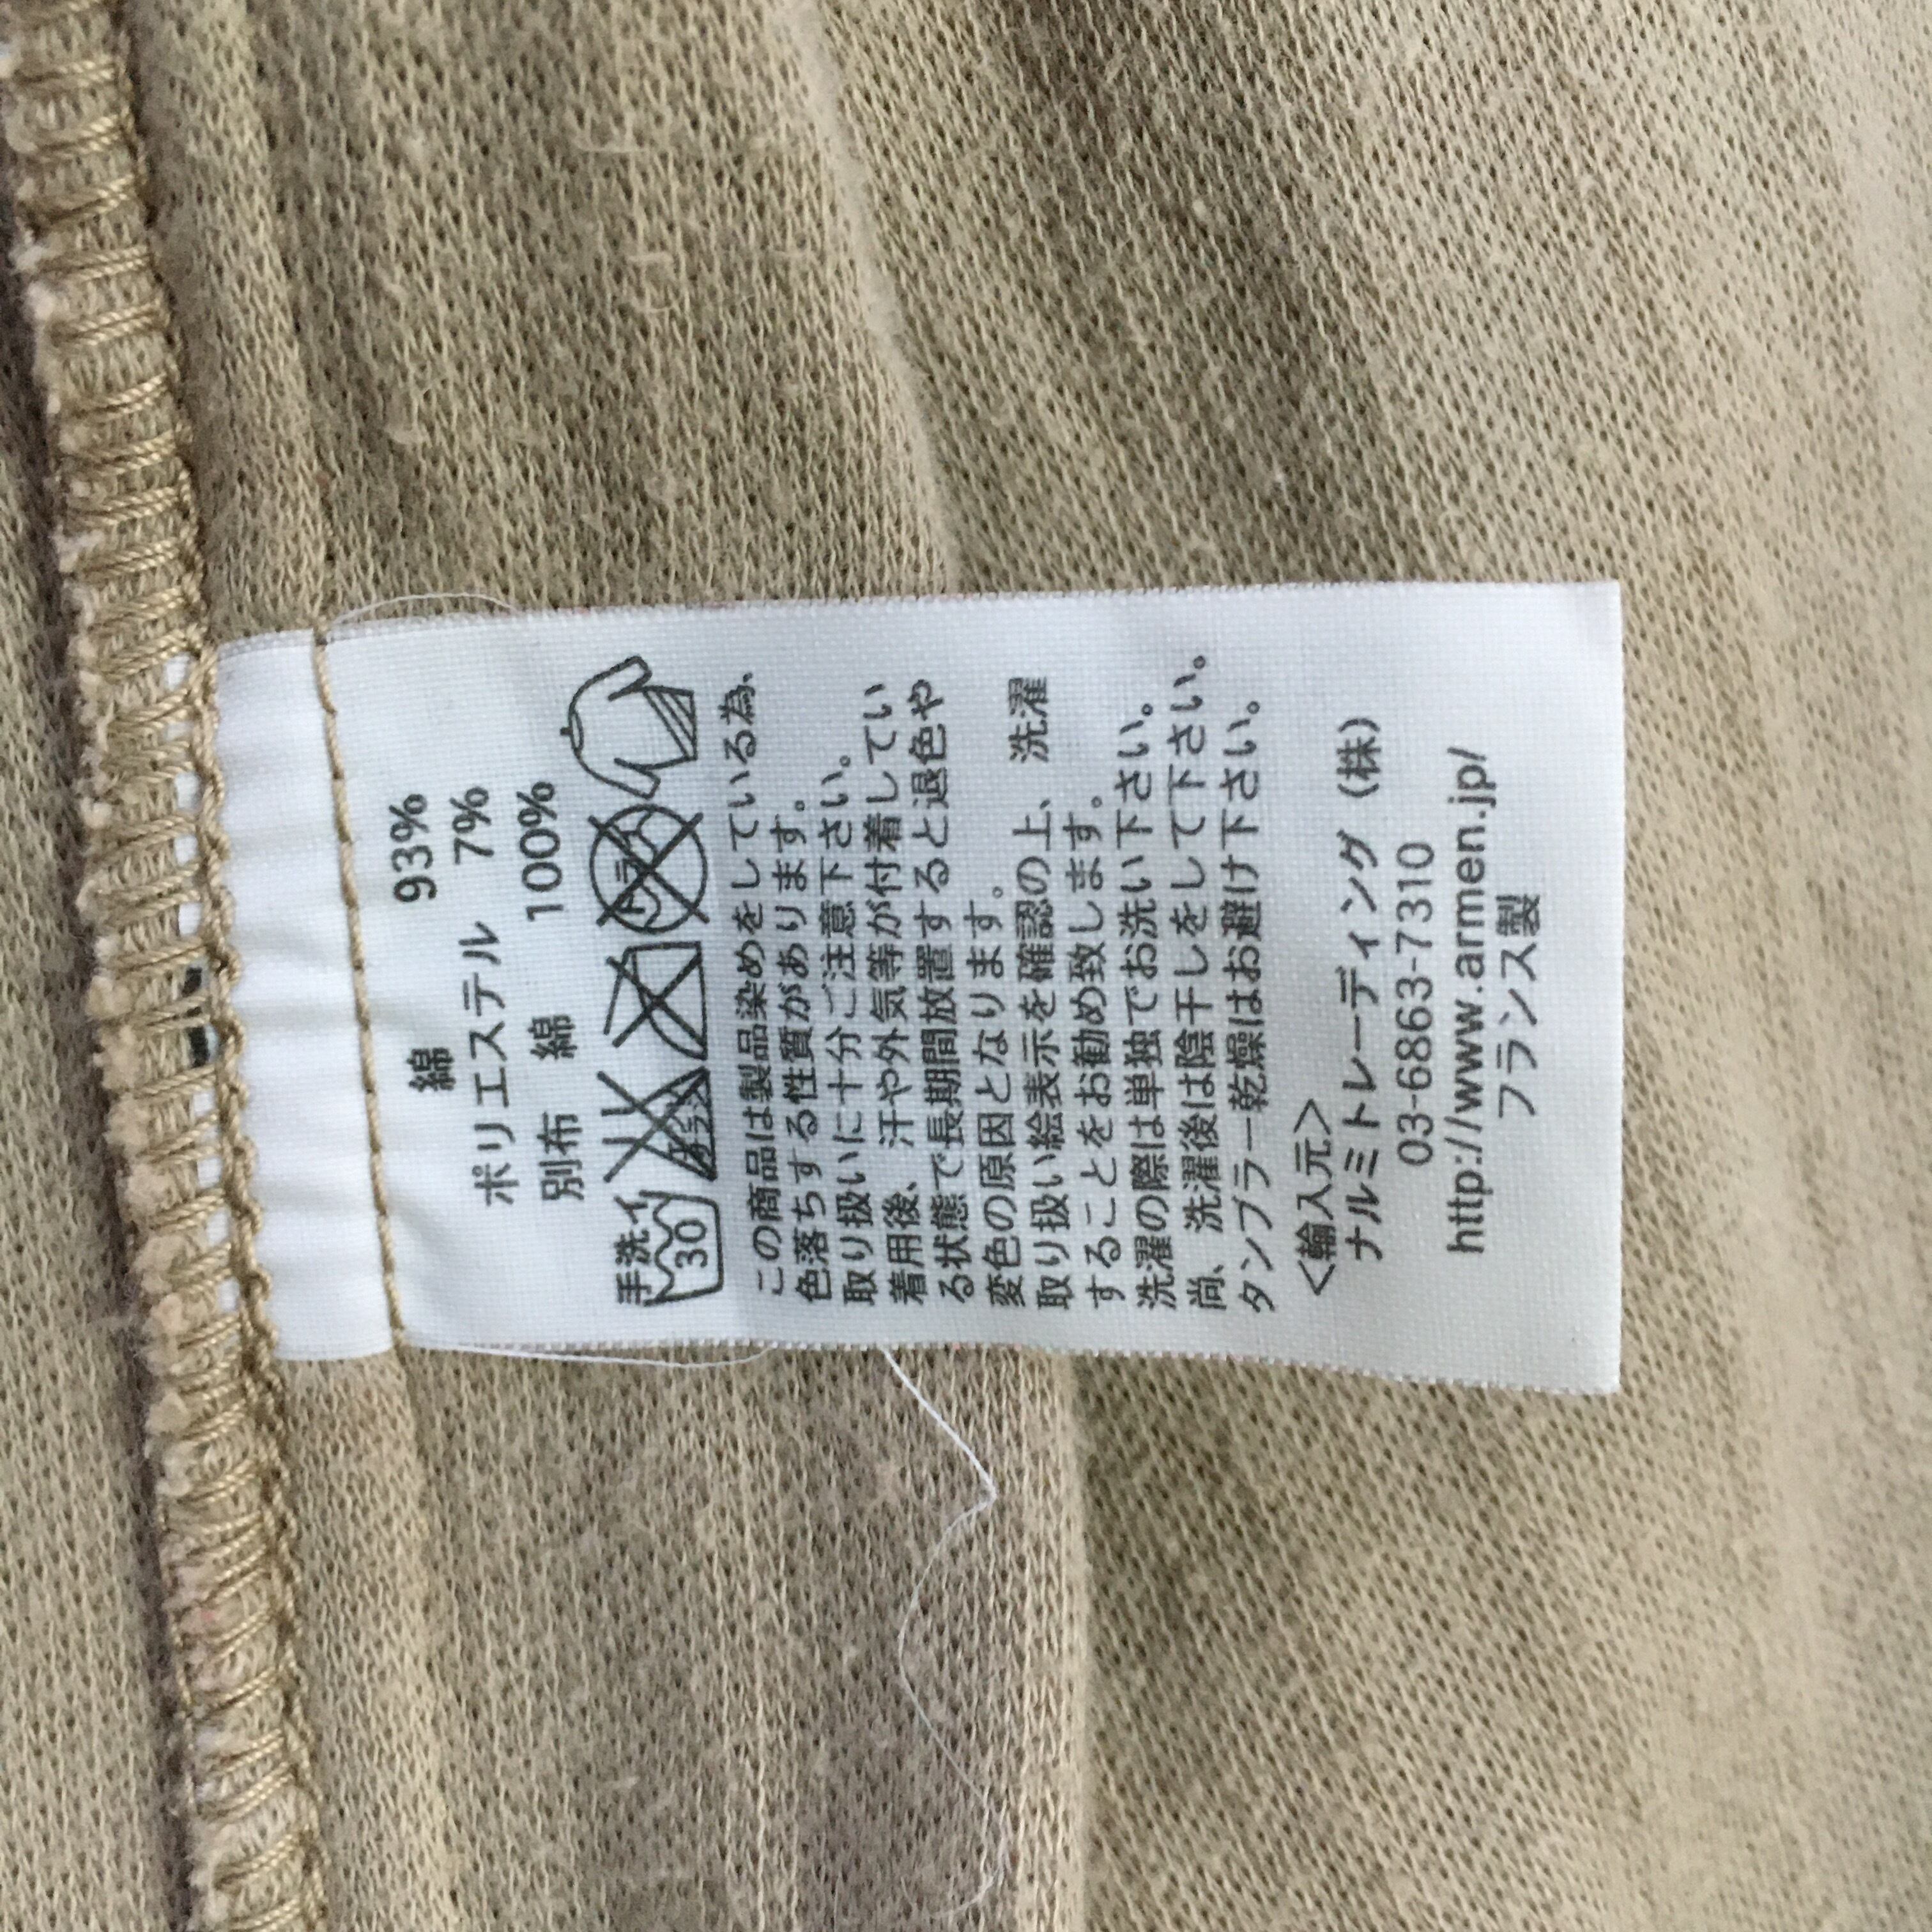 綿 93%
ポリエステル 7%
別布 綿 100%
手洗イ
30
エンソサラシ
ドライ
この商品は製品染めをしている為、
色落ちする性質があります。
取り扱いに十分ご注意下さい。
着用後、汗や外気等が付着してい
る状態で長期間放置すると退色や
変色の原因となります。
取り扱い絵表示を確認の上、洗濯
することをお勧め致します。
洗濯の際は単独でお洗い下さい。
尚、洗濯後は陰干しをして下さい。
タンブラー乾燥はお避け下さい。
<輸入元>
ナルミトレーディング(株)
03-6863-7310
http://www.armen.jp/
フランス製